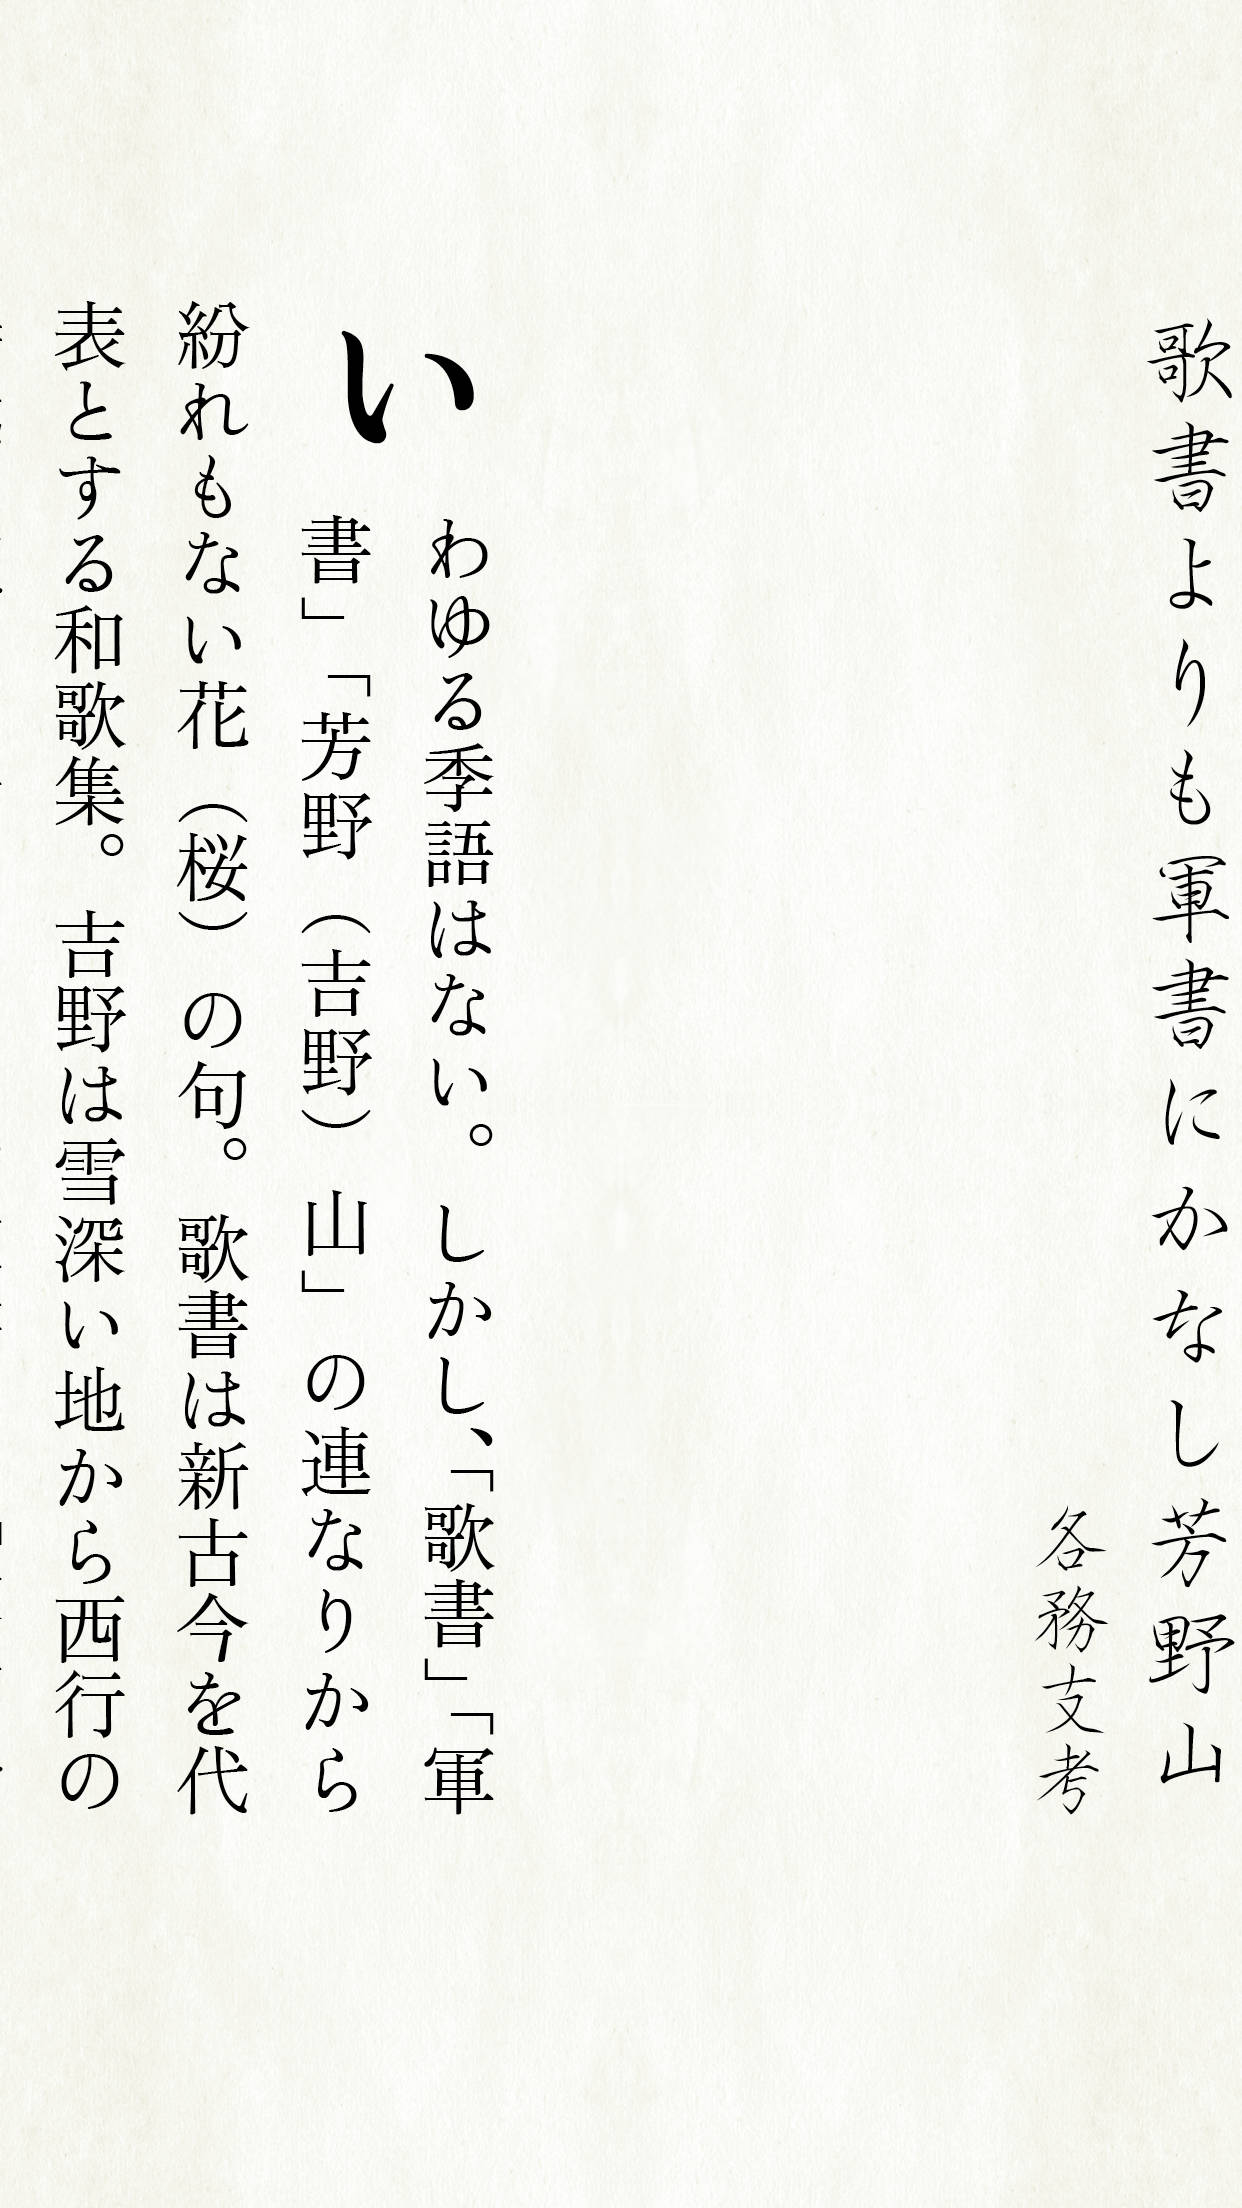 歌書よりも軍書にかなし芳野山
各務支考
いわゆる季語はない。しかし、「歌書」「軍
書」「芳野（吉野）山」の連なりから
紛れもない花（桜）の句。歌書は新古今を代
表とする和歌集。吉野は雪深い地から西行の